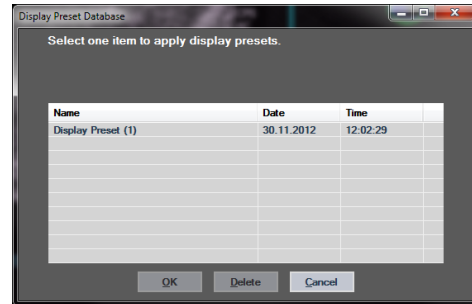 Display Preset Database
Select one item to apply display presets.
Name Date Time
Display Preset (1) 30.11.2012 12:02:29
OK Delete Cancel